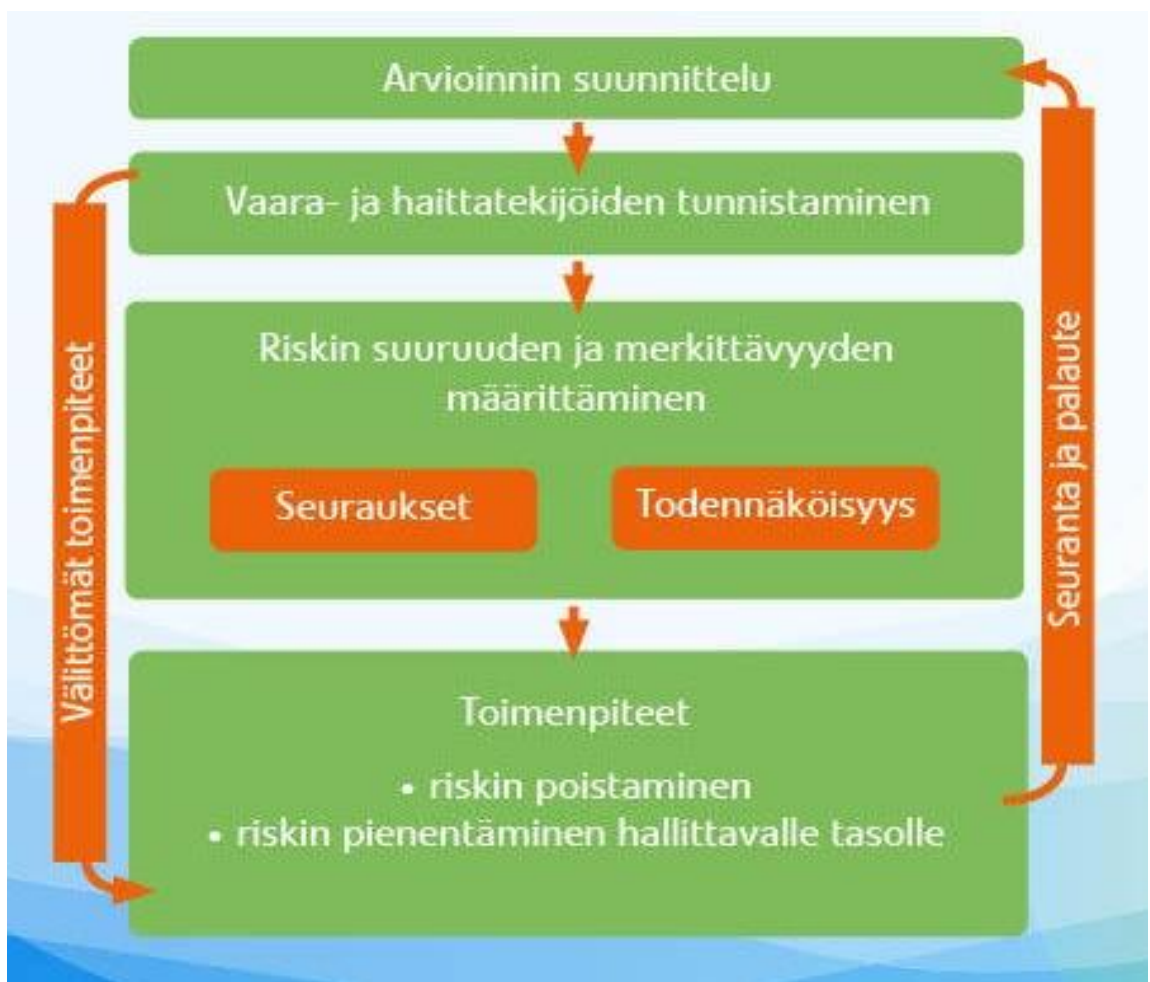 Arvioinnin suunnittelu
Vaara- ja haittatekijöiden tunnistaminen
Riskin suuruuden ja merkittävyyden
määrittäminen
Seuraukset
Todennäköisyys
Toimenpiteet
• riskin poistaminen
• riskin pienentäminen hallittavalle tasolle
Välittömät toimenpiteet
Seuranta ja palaute